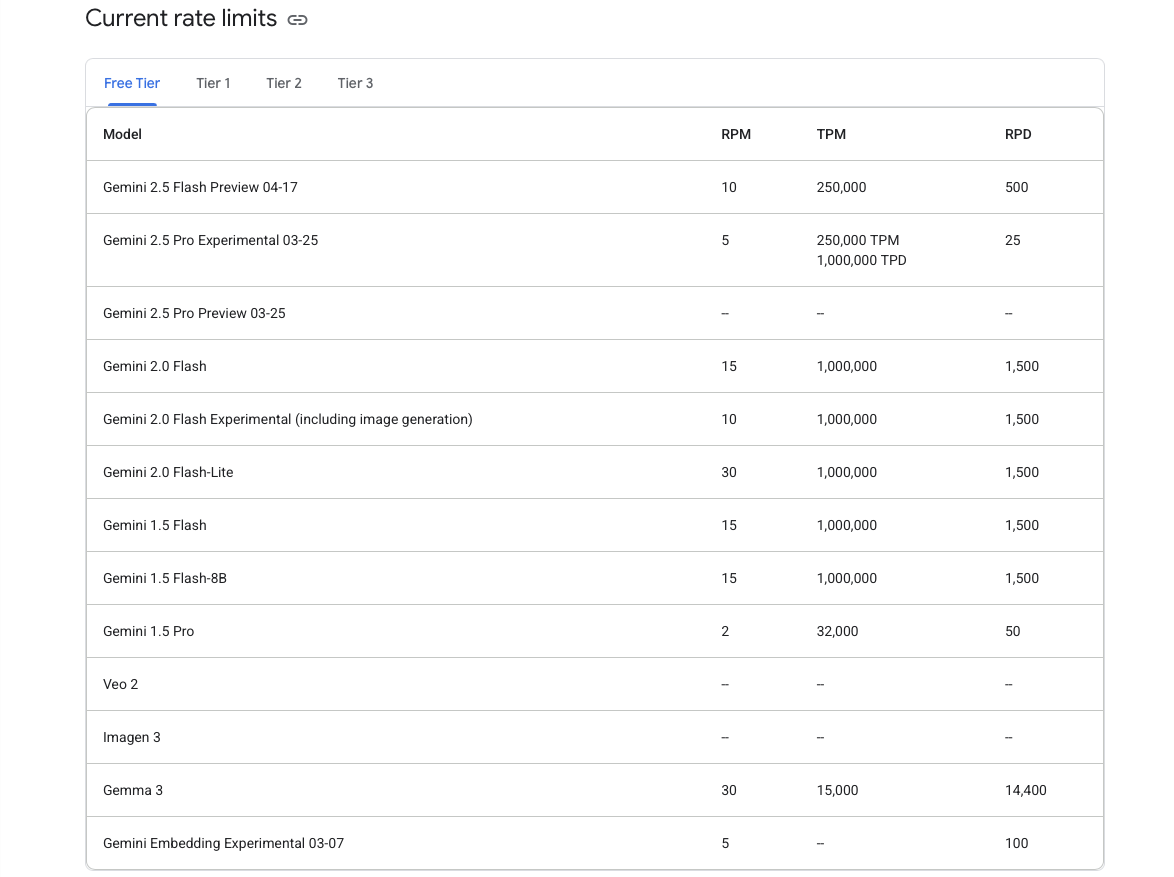 Current rate limits
Free Tier Tier 1 Tier 2 Tier 3
Model RPM TPM RPD
Gemini 2.5 Flash Preview 04-17 10 250,000 500
Gemini 2.5 Pro Experimental 03-25 5 250,000 TPM 25
1,000,000 TPD
Gemini 2.5 Pro Preview 03-25 -- -- --
Gemini 2.0 Flash 15 1,000,000 1,500
Gemini 2.0 Flash Experimental (including image generation) 10 1,000,000 1,500
Gemini 2.0 Flash-Lite 30 1,000,000 1,500
Gemini 1.5 Flash 15 1,000,000 1,500
Gemini 1.5 Flash-8B 15 1,000,000 1,500
Gemini 1.5 Pro 2 32,000 50
Veo 2 -- -- --
Imagen 3 -- -- --
Gemma 3 30 15,000 14,400
Gemini Embedding Experimental 03-07 5 -- 100